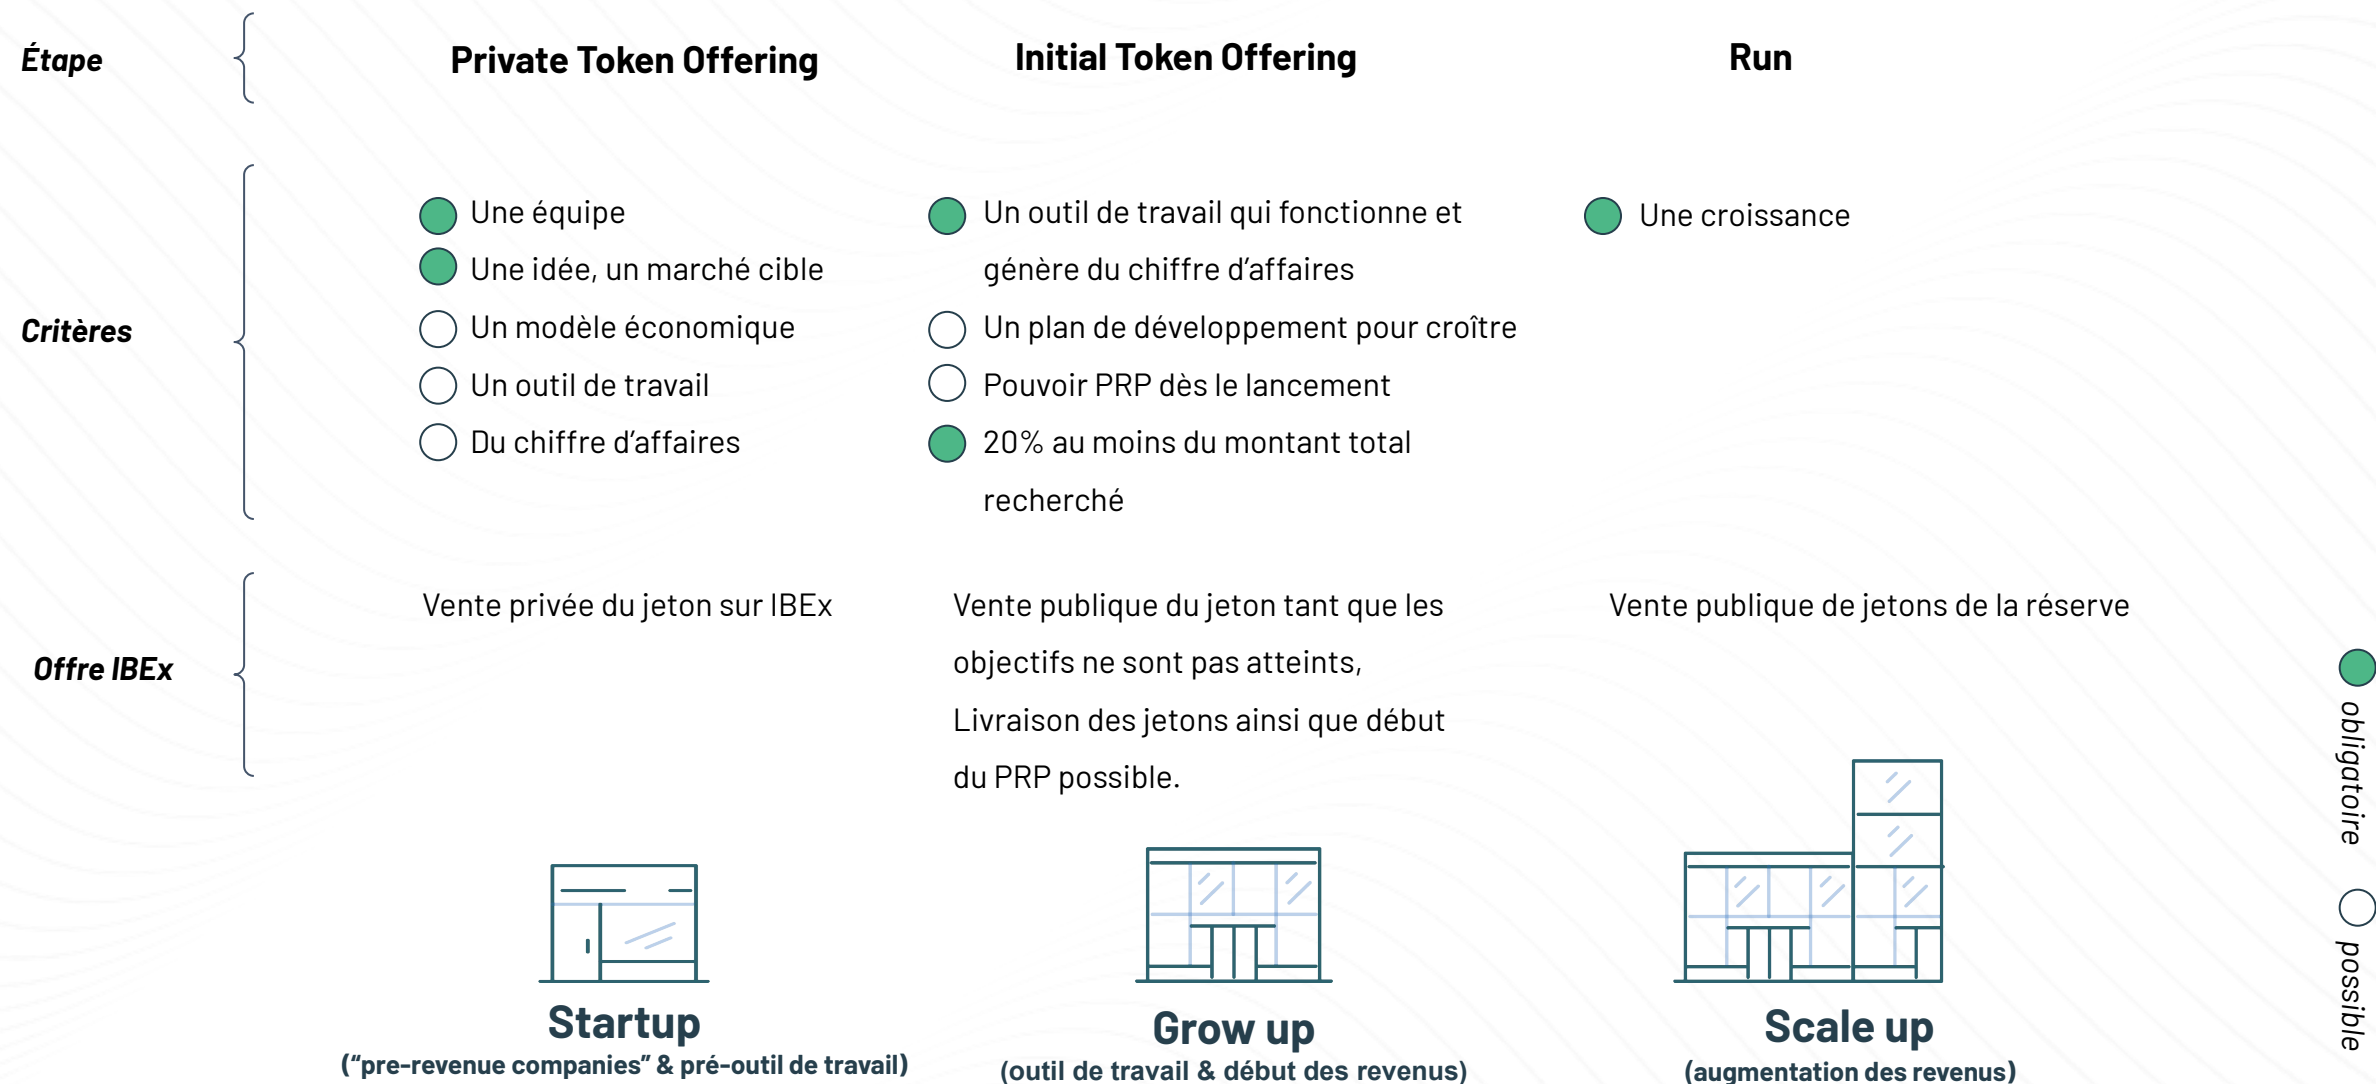 Étape
Private Token Offering
Initial Token Offering
Run
Critères
Une équipe
Une idée, un marché cible
Un modèle économique
Un outil de travail
Du chiffre d’affaires
Un outil de travail qui fonctionne et
génère du chiffre d’affaires
Un plan de développement pour croître
Pouvoir PRP dès le lancement
20% au moins du montant total
recherché
Une croissance
Offre IBEx
Vente privée du jeton sur IBEx
Vente publique du jeton tant que les
objectifs ne sont pas atteints,
Livraison des jetons ainsi que début
du PRP possible.
Vente publique de jetons de la réserve
Startup
(“pre-revenue companies” & pré-outil de travail)
Grow up
(outil de travail & début des revenus)
Scale up
(augmentation des revenus)
obligatoire
possible